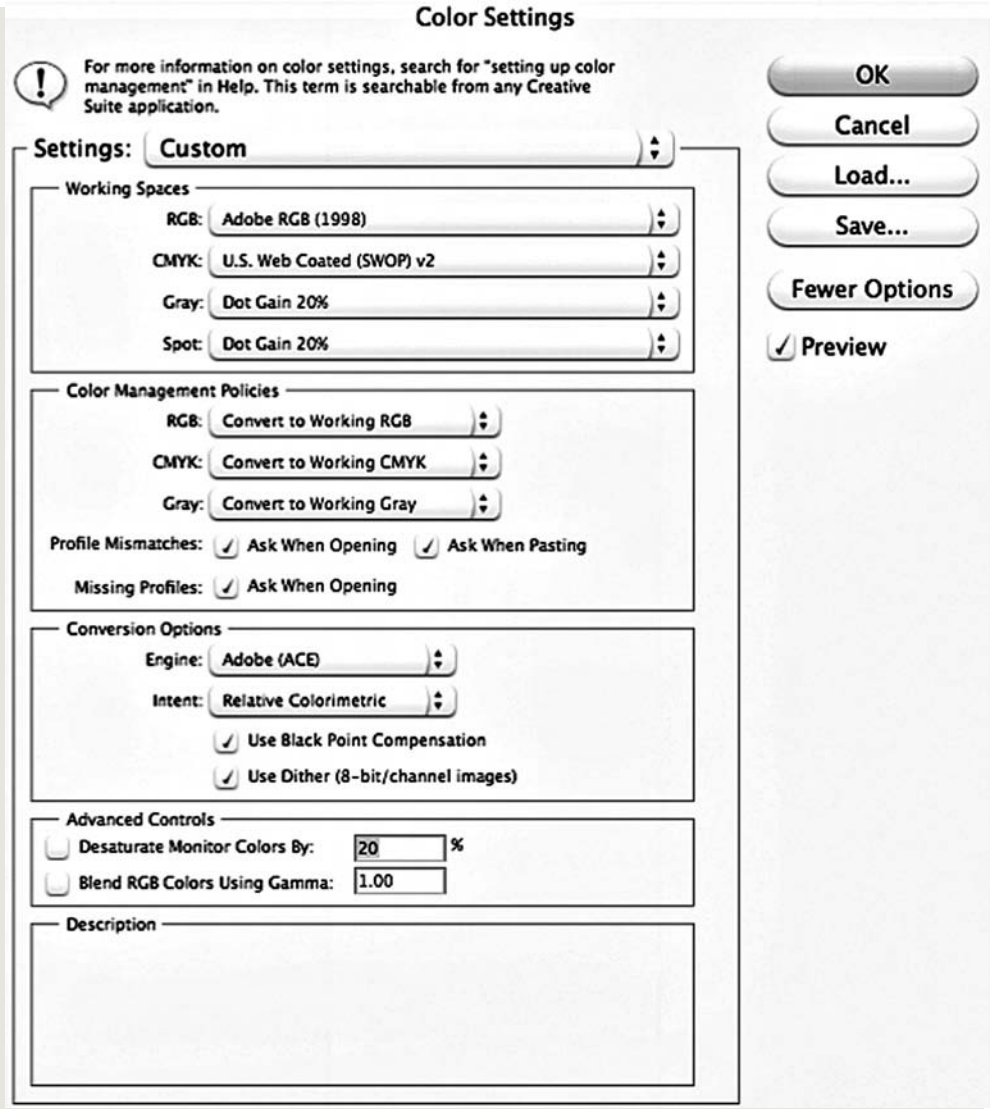 Color Settings
For more information on color settings, search for "setting up color
management" in Help. This term is searchable from any Creative
Suite application.
OK
Cancel
Load...
Save...
Fewer Options
✓ Preview
Settings: Custom
Working Spaces
RGB: Adobe RGB (1998)
CMYK: U.S. Web Coated (SWOP) v2
Gray: Dot Gain 20%
Spot: Dot Gain 20%
Color Management Policies
RGB: Convert to Working RGB
CMYK: Convert to Working CMYK
Gray: Convert to Working Gray
Profile Mismatches: ✓ Ask When Opening ✓ Ask When Pasting
Missing Profiles: ✓ Ask When Opening
Conversion Options
Engine: Adobe (ACE)
Intent: Relative Colorimetric
✓ Use Black Point Compensation
✓ Use Dither (8-bit/channel images)
Advanced Controls
Desaturate Monitor Colors By: 20 %
Blend RGB Colors Using Gamma: 1.00
Description